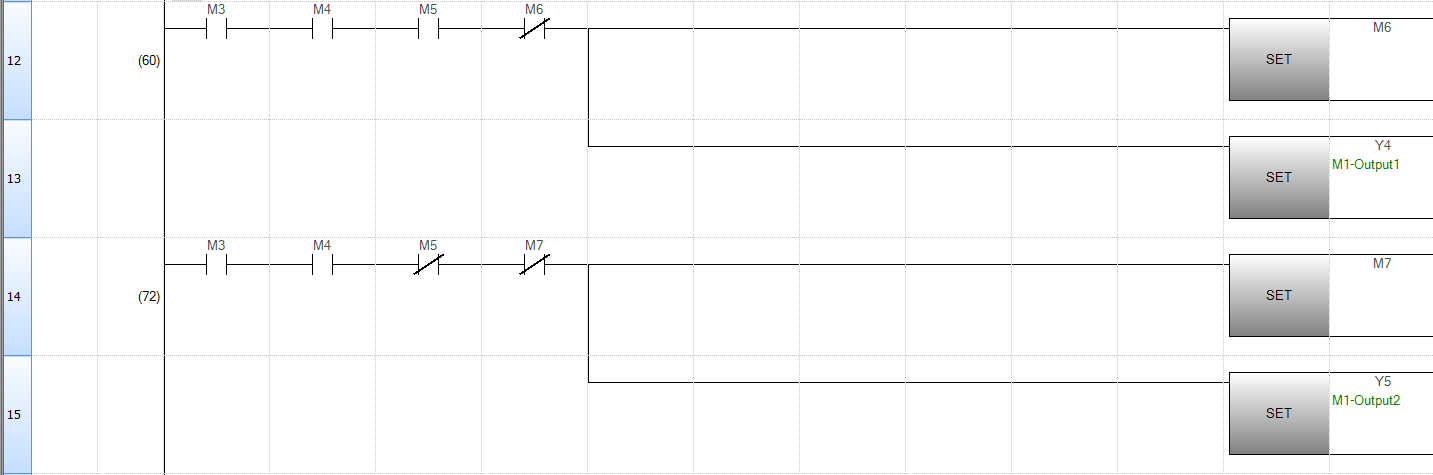 M3 M4 M5 M6 M6
12 (60) SET
Y4
M1-Output1
13 SET
M3 M4 M5 M7 M7
14 (72) SET
Y5
M1-Output2
15 SET